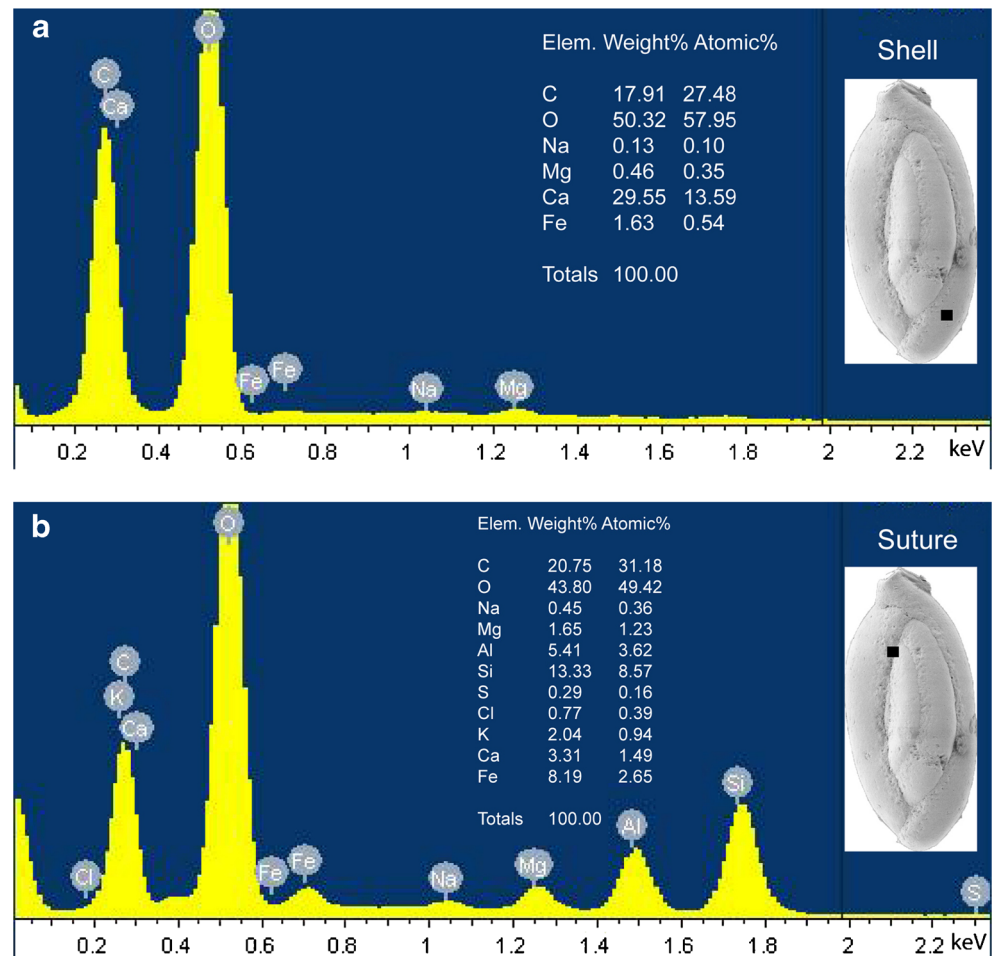 a
Shell
Elem. Weight% Atomic%
C 17.91 27.48
O 50.32 57.95
Na 0.13 0.10
Mg 0.46 0.35
Ca 29.55 13.59
Fe 1.63 0.54
Totals 100.00
O
C
Ca
Fe Fe Na Mg
0.2 0.4 0.6 0.8 1 1.2 1.4 1.6 1.8 2 2.2 keV
b
Suture
Elem. Weight% Atomic%
C 20.75 31.18
O 43.80 49.42
Na 0.45 0.36
Mg 1.65 1.23
Al 5.41 3.62
Si 13.33 8.57
S 0.29 0.16
Cl 0.77 0.39
K 2.04 0.94
Ca 3.31 1.49
Fe 8.19 2.65
Totals 100.00
O
C
K
Ca
Si
Al
Cl Fe Fe Na Mg S
0.2 0.4 0.6 0.8 1 1.2 1.4 1.6 1.8 2 2.2 keV